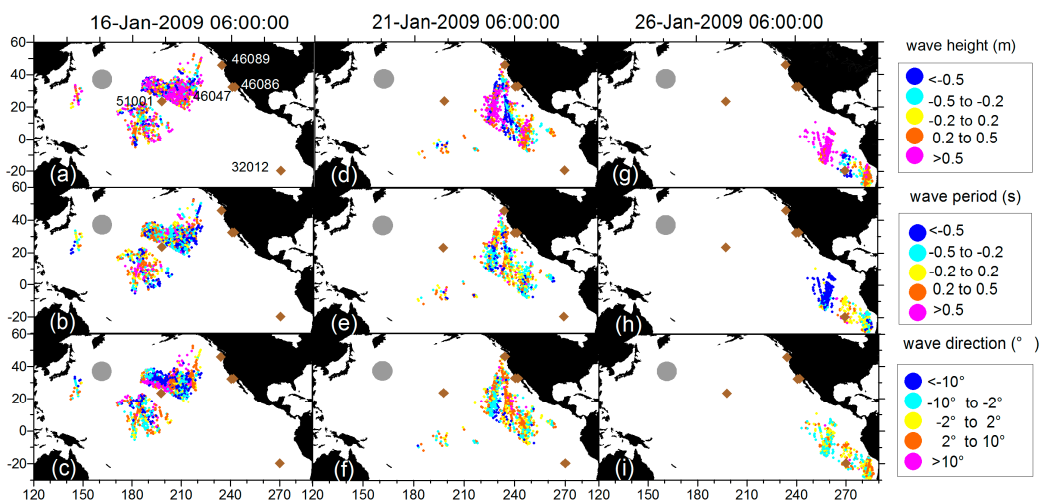 16-Jan-2009 06:00:00 21-Jan-2009 06:00:00 26-Jan-2009 06:00:00
60
40
20
0
-20
46089
46086
51001 46047
32012
(a) (d) (g)
wave height (m)
<-0.5
-0.5 to -0.2
-0.2 to 0.2
0.2 to 0.5
>0.5
60
40
20
0
-20
(b) (e) (h)
wave period (s)
<-0.5
-0.5 to -0.2
-0.2 to 0.2
0.2 to 0.5
>0.5
60
40
20
0
-20
(c) (f) (i)
wave direction (° )
<-10°
-10° to -2°
-2° to 2°
2° to 10°
>10°
120 150 180 210 240 270 120 150 180 210 240 270 120 150 180 210 240 270